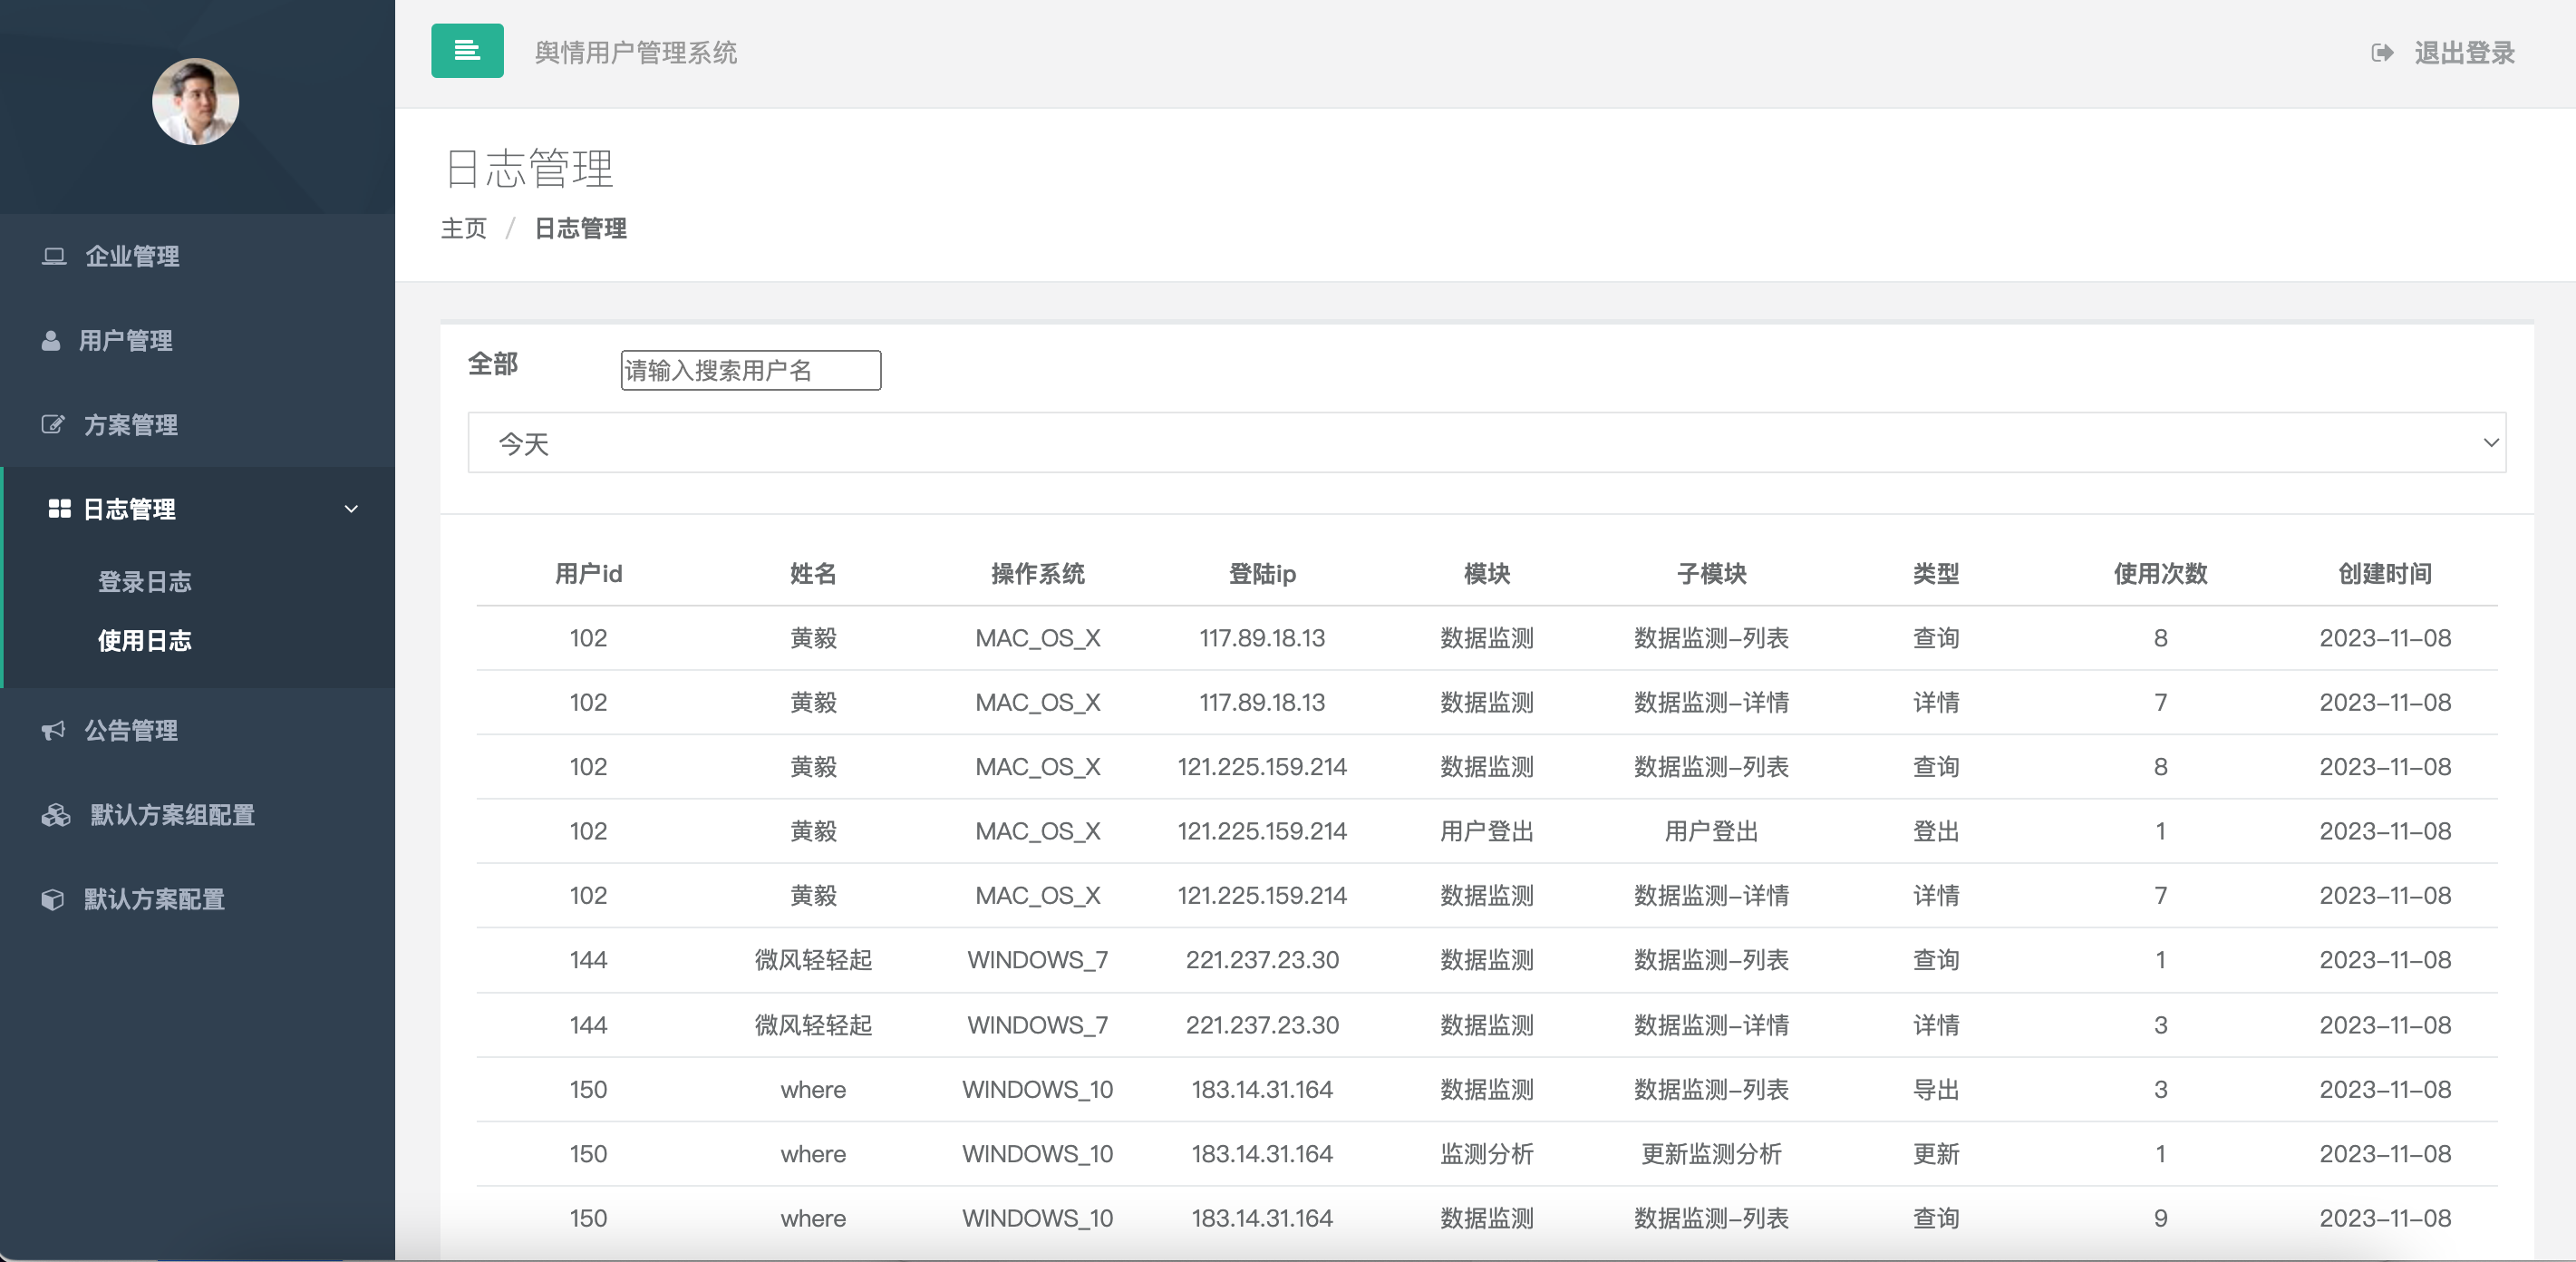 舆情用户管理系统
退出登录
企业管理
用户管理
方案管理
日志管理
登录日志
使用日志
公告管理
默认方案组配置
默认方案配置
日志管理
主页 / 日志管理
全部 请输入搜索用户名
今天
用户id 姓名 操作系统 登陆ip 模块 子模块 类型 使用次数 创建时间
102 黄毅 MAC_OS_X 117.89.18.13 数据监测 数据监测-列表 查询 8 2023-11-08
102 黄毅 MAC_OS_X 117.89.18.13 数据监测 数据监测-详情 详情 7 2023-11-08
102 黄毅 MAC_OS_X 121.225.159.214 数据监测 数据监测-列表 查询 8 2023-11-08
102 黄毅 MAC_OS_X 121.225.159.214 用户登出 用户登出 登出 1 2023-11-08
102 黄毅 MAC_OS_X 121.225.159.214 数据监测 数据监测-详情 详情 7 2023-11-08
144 微风轻轻起 WINDOWS_7 221.237.23.30 数据监测 数据监测-列表 查询 1 2023-11-08
144 微风轻轻起 WINDOWS_7 221.237.23.30 数据监测 数据监测-详情 详情 3 2023-11-08
150 where WINDOWS_10 183.14.31.164 数据监测 数据监测-列表 导出 3 2023-11-08
150 where WINDOWS_10 183.14.31.164 监测分析 更新监测分析 更新 1 2023-11-08
150 where WINDOWS_10 183.14.31.164 数据监测 数据监测-列表 查询 9 2023-11-08